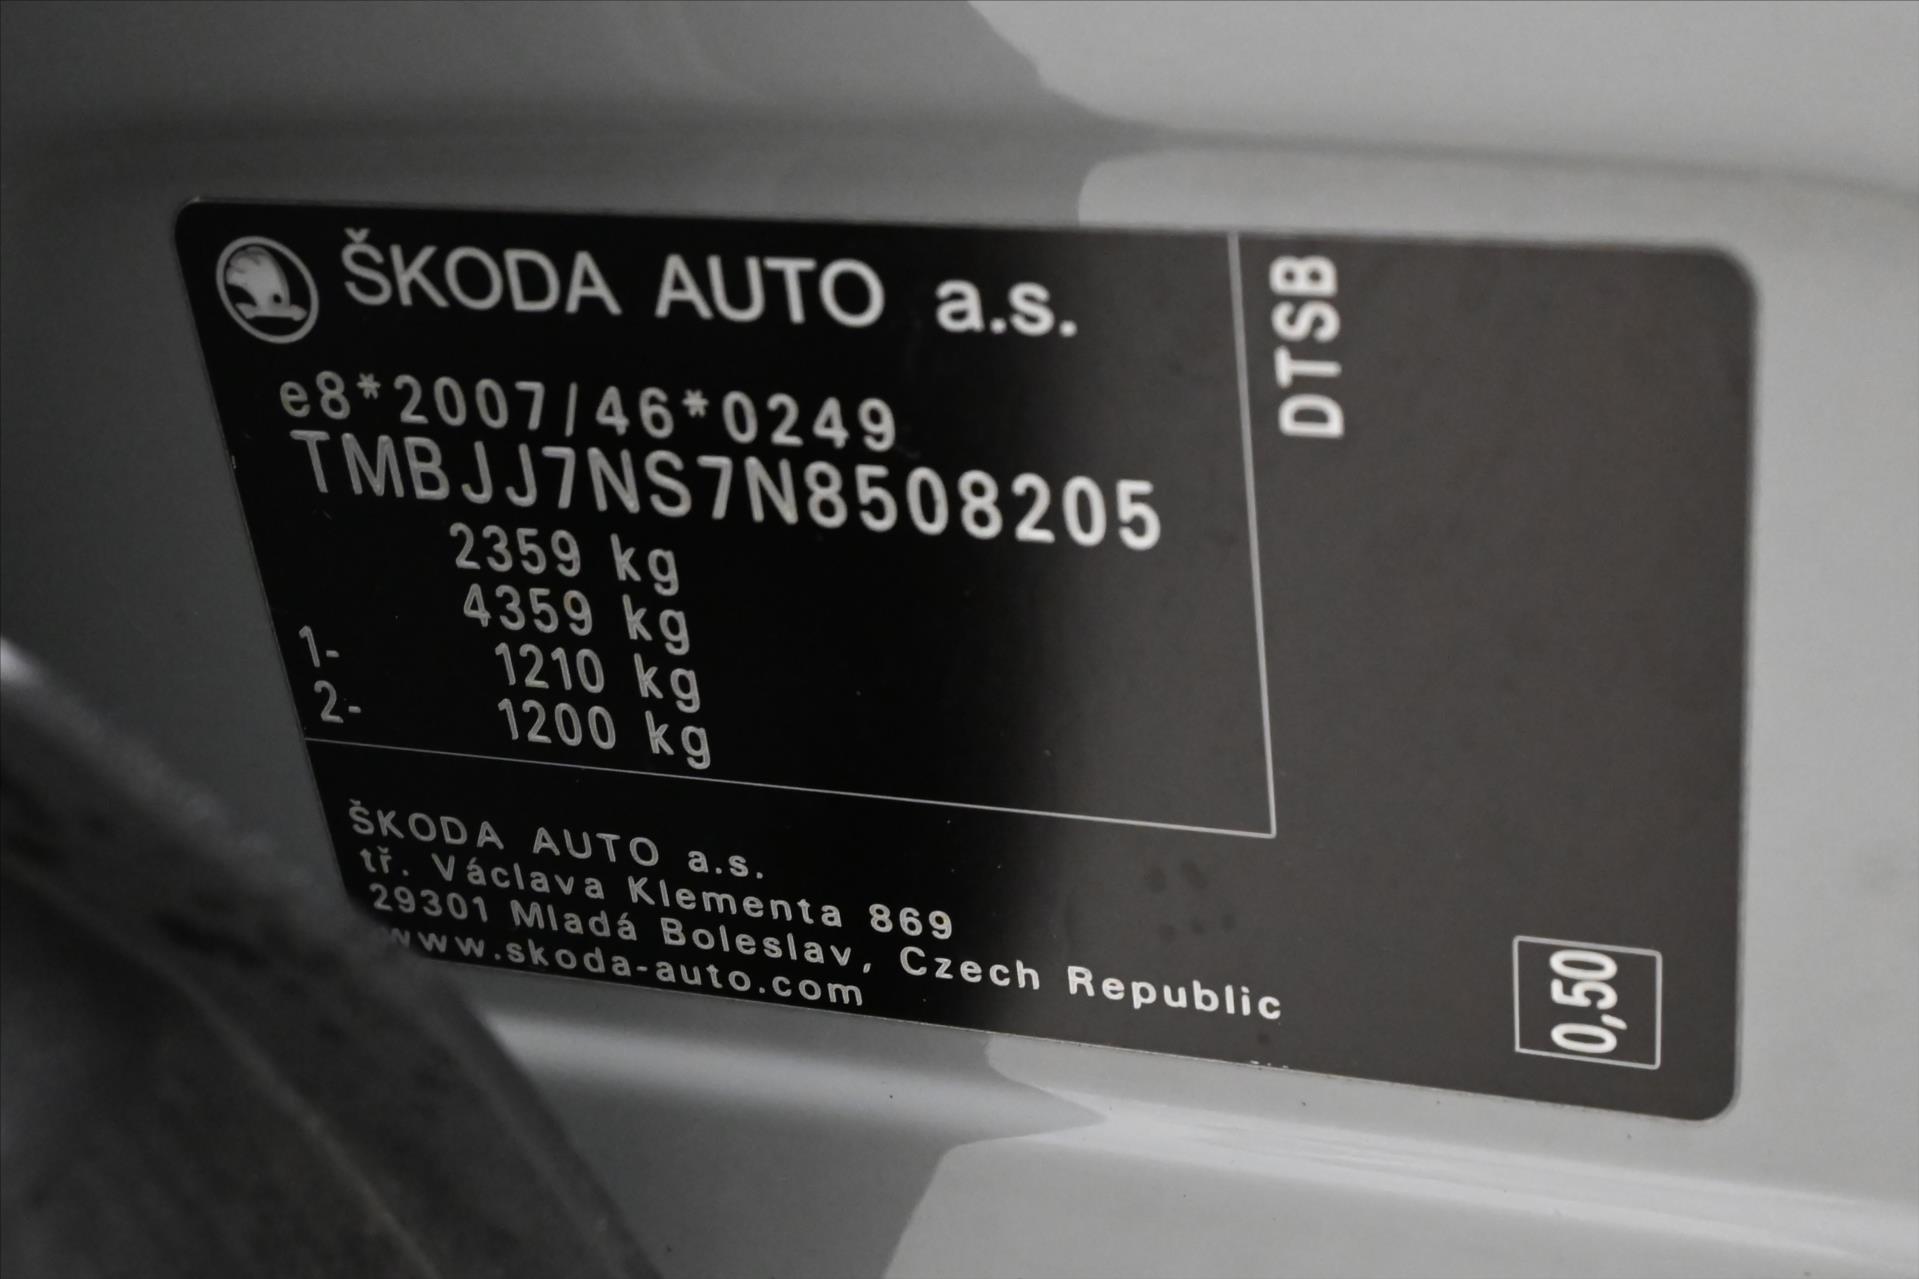 ŠKODA AUTO a.s.
e8*2007/46*0249
TMBJJ7NS7N8508205
2359 kg
4359 kg
1- 1210 kg
2- 1200 kg
DTSB
ŠKODA AUTO a.s.
tř. Václava Klementa 869
29301 Mladá Boleslav, Czech Republic
www.skoda-auto.com
0,50